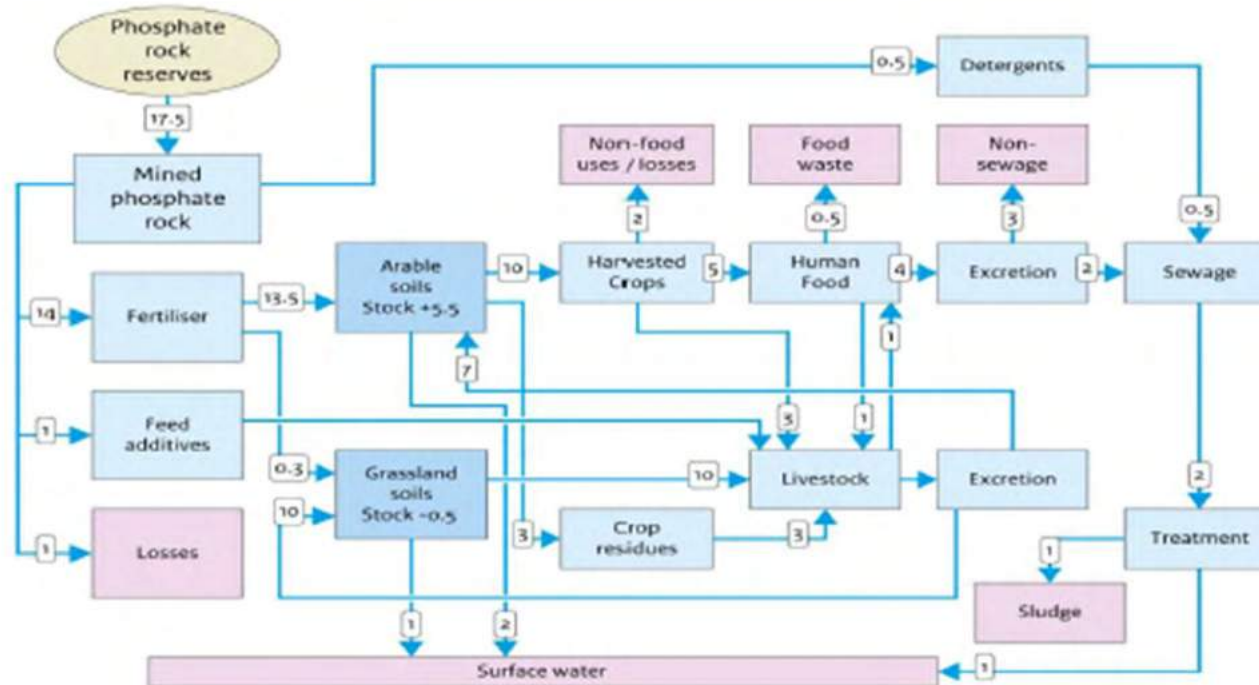 Phosphate
rock
reserves
17.5
Mined
phosphate
rock
0.5
Detergents
Non-food
uses / losses
Food
waste
Non-
sewage
2
0.5
3
0.5
14
Fertiliser
13.5
Arable
soils
Stock +5.5
10
Harvested
Crops
5
Human
Food
4
Excretion
2
Sewage
7
1
1
Feed
additives
3
1
0.3
10
Grassland
soils
Stock -0.5
10
Livestock
Excretion
2
1
Losses
3
Crop
residues
3
Treatment
1
Sludge
1
2
Surface water
1